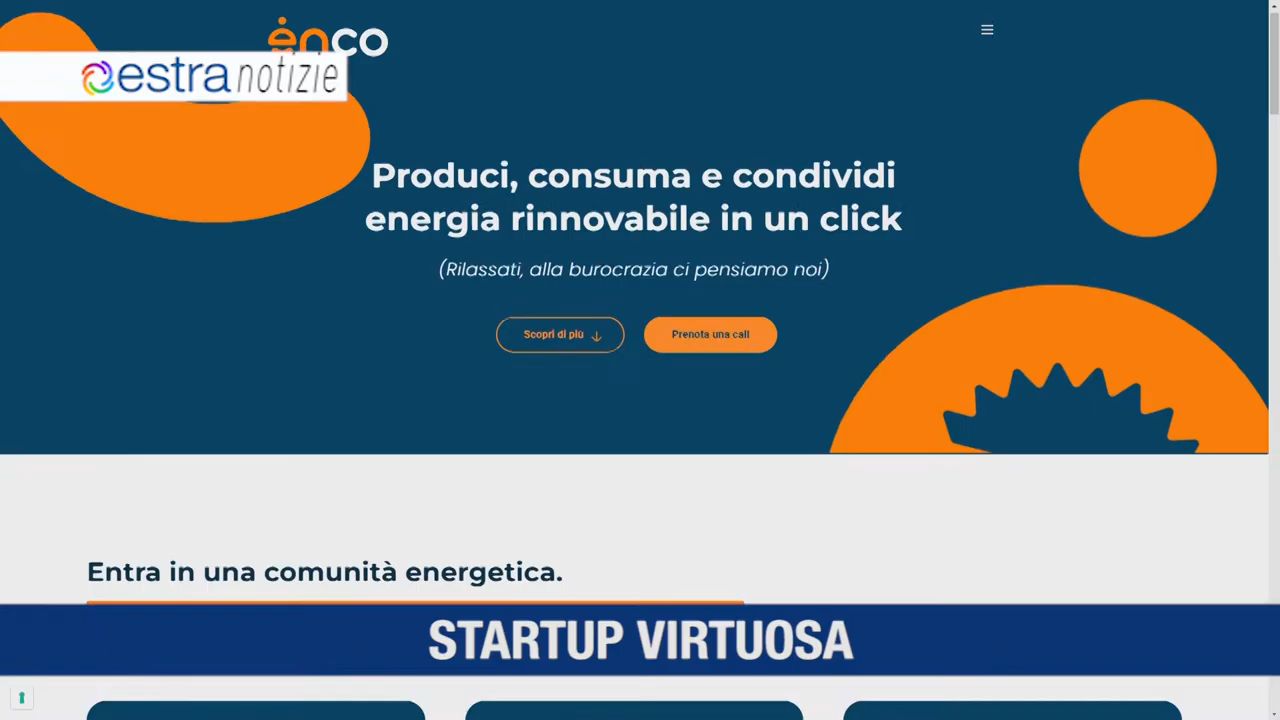 enco
estra notizie
Produci, consuma e condividi
energia rinnovabile in un click
(Rilassati, alla burocrazia ci pensiamo noi)
Scopri di più ↓
Prenota una call
Entra in una comunità energetica.
STARTUP VIRTUOSA